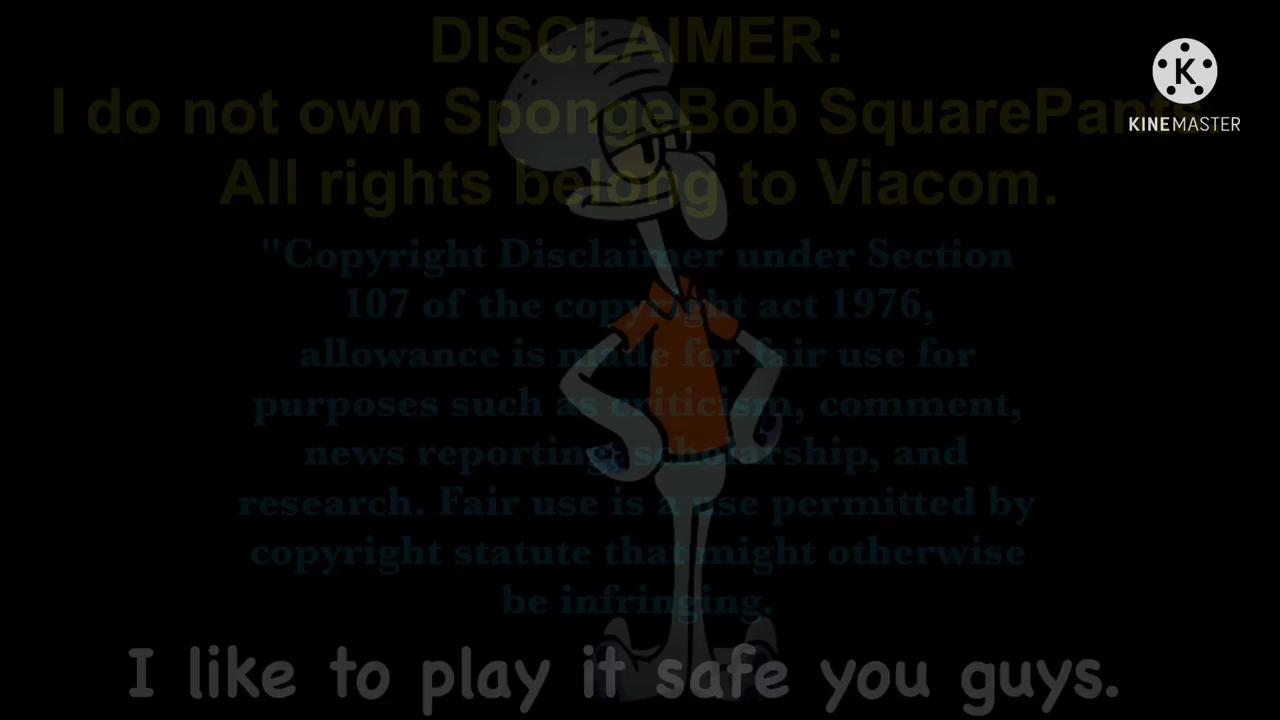 DISCLAIMER:
I do not own SpongeBob SquarePants
All rights belong to Viacom.
"Copyright Disclaimer under Section
107 of the copyright act 1976,
allowance is made for fair use for
purposes such as criticism, comment,
news reporting, scholarship, and
research. Fair use is a use permitted by
copyright statute that might otherwise
be infringing.
I like to play it safe you guys.
K
KINEMASTER